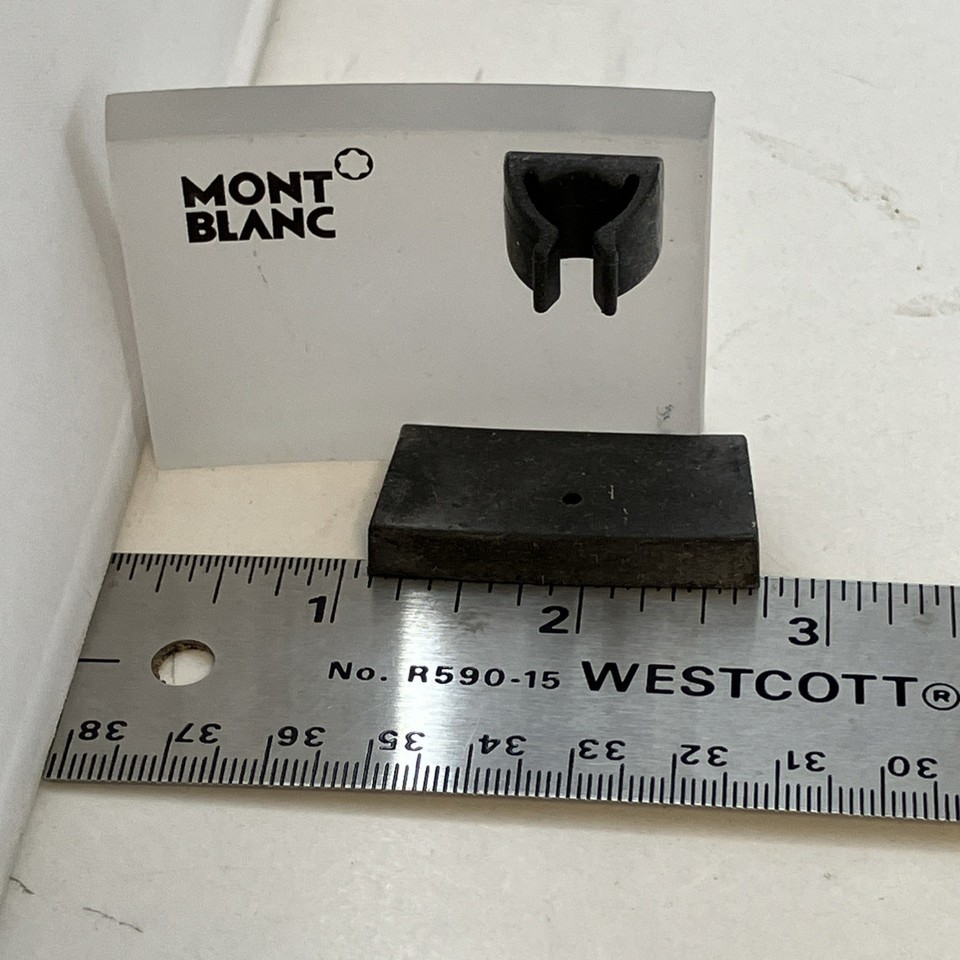 MONT
BLANC
1 2 3
No. R590-15 WESTCOTT®
38 37 36 35 34 33 32 31 30